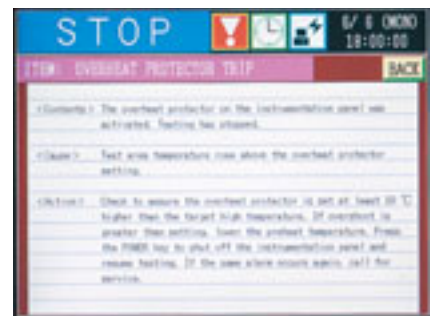 STOP
6/ 6 (MON)
18:00:00
ITEM: OVERHEAT PROTECTOR TRIP
BACK
<Contents> The overheat protector on the instrumentation panel was
activated. Testing has stopped.
<Cause> Test area temperature rose above the overheat protector
setting.
<Action> Check to assure the overheat protector is set at least
higher than the target high temperature. If overshoot is
greater than setting, lower the preheat temperature. Press
the POWER key to shut off the instrumentation panel and
resume testing. If the same alarm occurs again, call for
service.